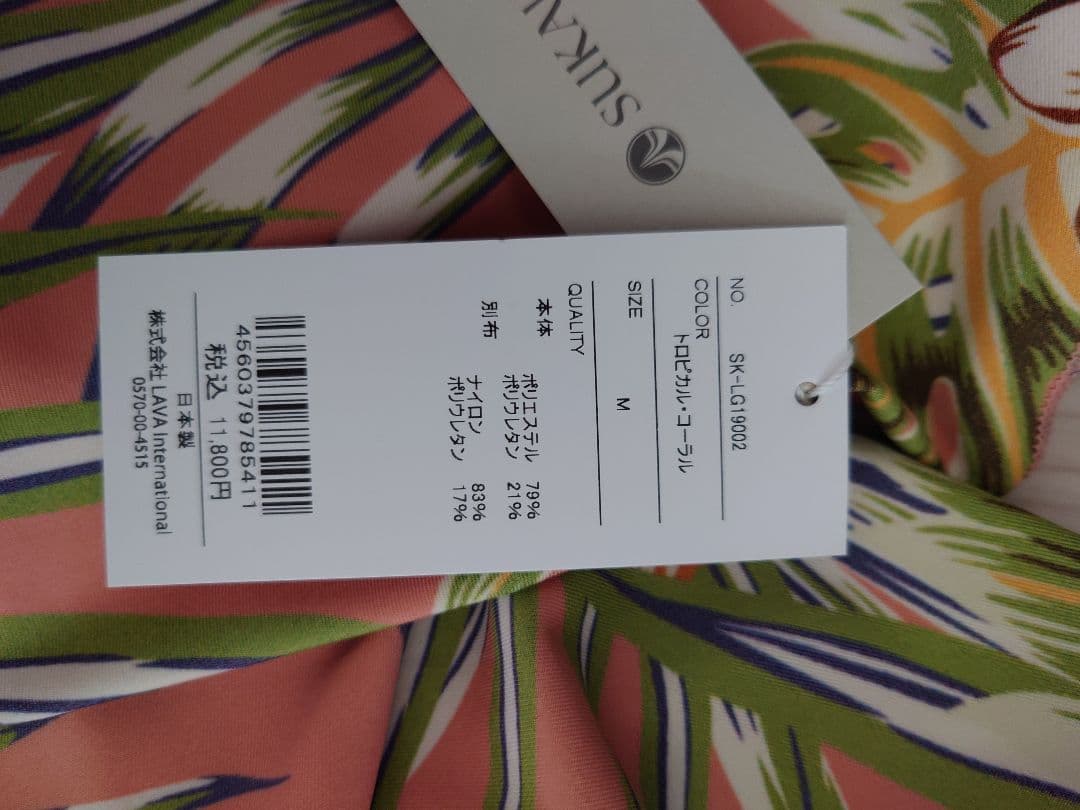 SUKA
NO. SK-LG19002
COLOR
トロピカル・コーラル
SIZE M
QUALITY
本体 ポリエステル 79%
ポリウレタン 21%
別布 ナイロン 83%
ポリウレタン 17%
4560379785411
税込 11,800円
日本製
株式会社 LAVA International
0570-00-4515